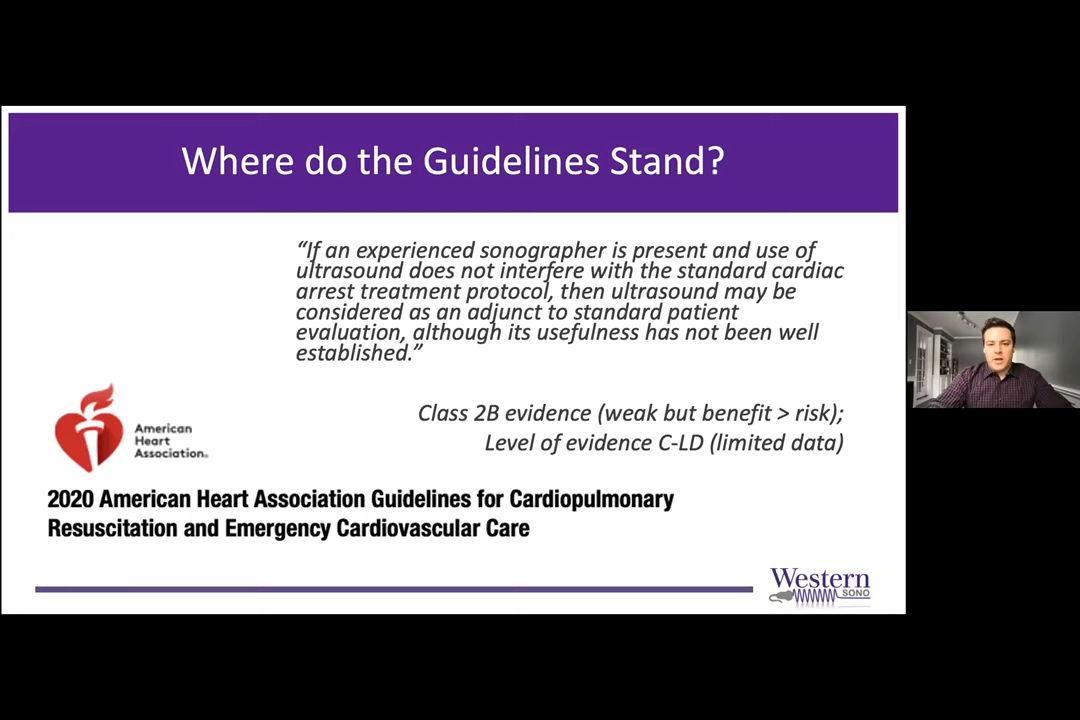 Where do the Guidelines Stand?
“If an experienced sonographer is present and use of
ultrasound does not interfere with the standard cardiac
arrest treatment protocol, then ultrasound may be
considered as an adjunct to standard patient
evaluation, although its usefulness has not been well
established.”
Class 2B evidence (weak but benefit > risk);
Level of evidence C-LD (limited data)
American
Heart
Association®
2020 American Heart Association Guidelines for Cardiopulmonary
Resuscitation and Emergency Cardiovascular Care
Western
SONO